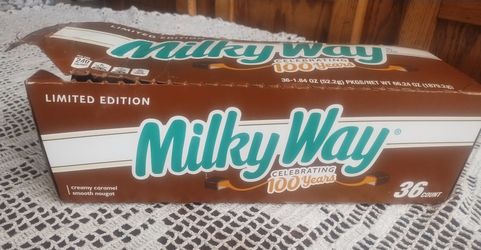 LIMITED EDITION
Milky Way
CELEBRATING
100 Years
36-1.84 OZ (52.2g) PKGS/NET WT 66.24 OZ (1879.2g)
LIMITED EDITION
Milky Way®
CELEBRATING
100 Years
creamy caramel
smooth nougat
36 COUNT